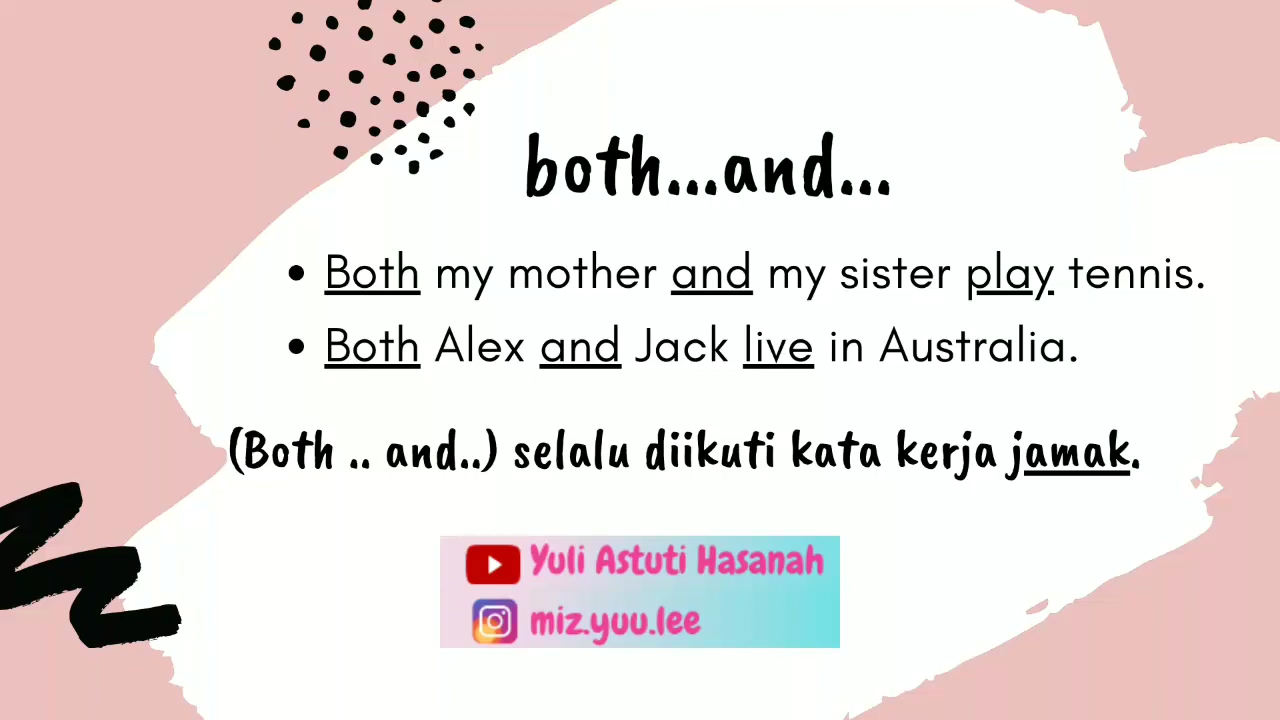 both...and...
• Both my mother and my sister play tennis.
• Both Alex and Jack live in Australia.
(Both .. and..) selalu diikuti kata kerja jamak.
Yuli Astuti Hasanah
miz.yuu.lee